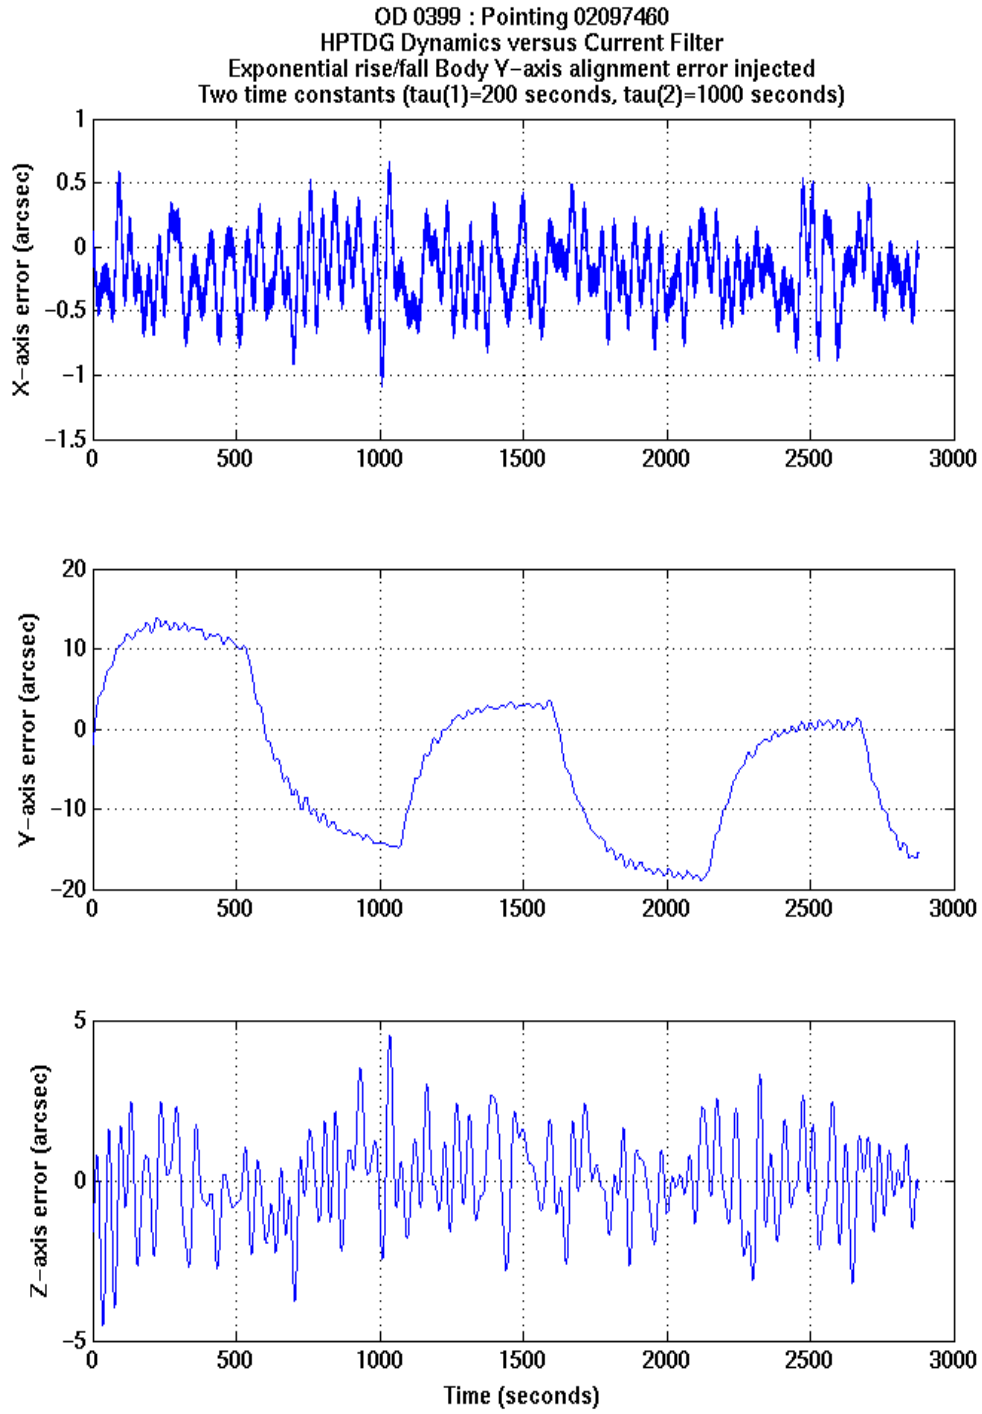 OD 0399 : Pointing 02097460
HPTDG Dynamics versus Current Filter
Exponential rise/fall Body Y−axis alignment error injected
Two time constants (tau(1)=200 seconds, tau(2)=1000 seconds)
X−axis error (arcsec)
1
0.5
0
−0.5
−1
−1.5
0 500 1000 1500 2000 2500 3000
Y−axis error (arcsec)
20
10
0
−10
−20
0 500 1000 1500 2000 2500 3000
Z−axis error (arcsec)
5
0
−5
0 500 1000 1500 2000 2500 3000
Time (seconds)